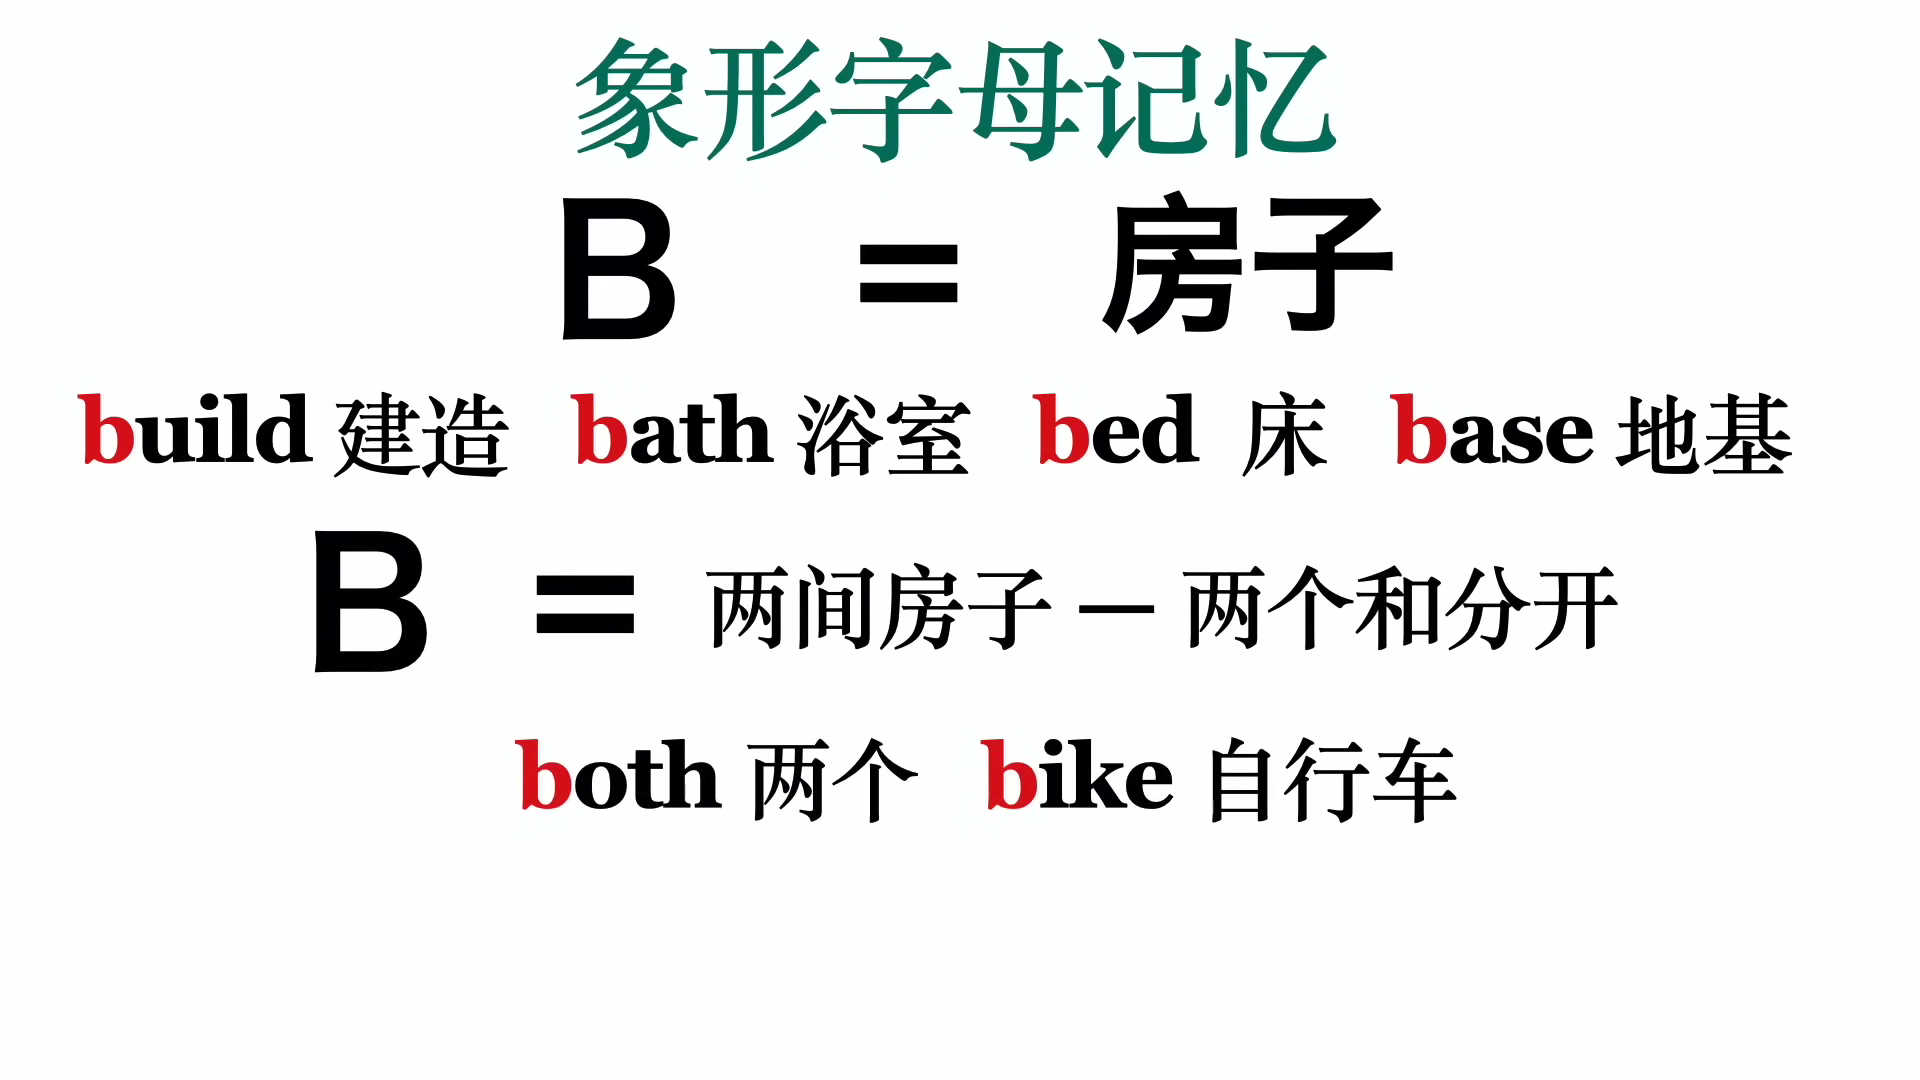 象形字母记忆
B = 房子
build 建造 bath 浴室 bed 床 base 地基
B = 两间房子 — 两个和分开
both 两个 bike 自行车